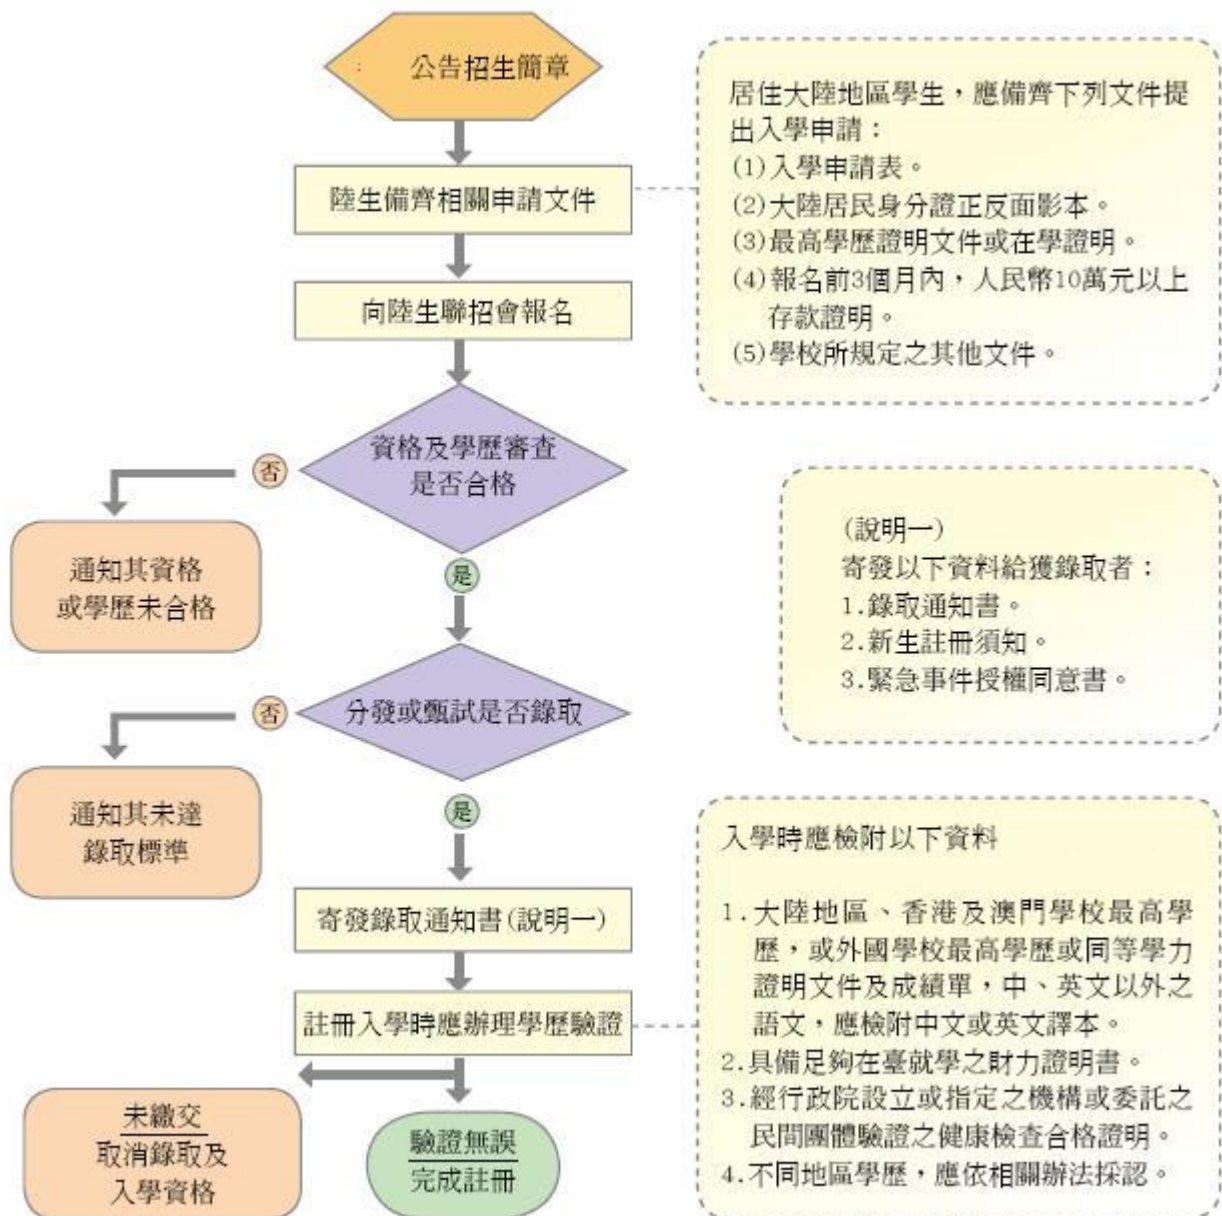 公告招生簡章
陸生備齊相關申請文件
居住大陸地區學生，應備齊下列文件提
出入學申請：
(1)入學申請表。
(2)大陸居民身分證正反面影本。
(3)最高學歷證明文件或在學證明。
(4)報名前3個月內，人民幣10萬元以上
存款證明。
(5)學校所規定之其他文件。
向陸生聯招會報名
資格及學歷審查
是否合格
否
通知其資格
或學歷未合格
是
(說明一)
寄發以下資料給獲錄取者：
1.錄取通知書。
2.新生註冊須知。
3.緊急事件授權同意書。
分發或甄試是否錄取
否
通知其未達
錄取標準
是
寄發錄取通知書(說明一)
註冊入學時應辦理學歷驗證
入學時應檢附以下資料
1.大陸地區、香港及澳門學校最高學
歷，或外國學校最高學歷或同等學力
證明文件及成績單，中、英文以外之
語文，應檢附中文或英文譯本。
2.具備足夠在臺就學之財力證明書。
3.經行政院設立或指定之機構或委託之
民間團體驗證之健康檢查合格證明。
4.不同地區學歷，應依相關辦法採認。
未繳交
取消錄取及
入學資格
驗證無誤
完成註冊